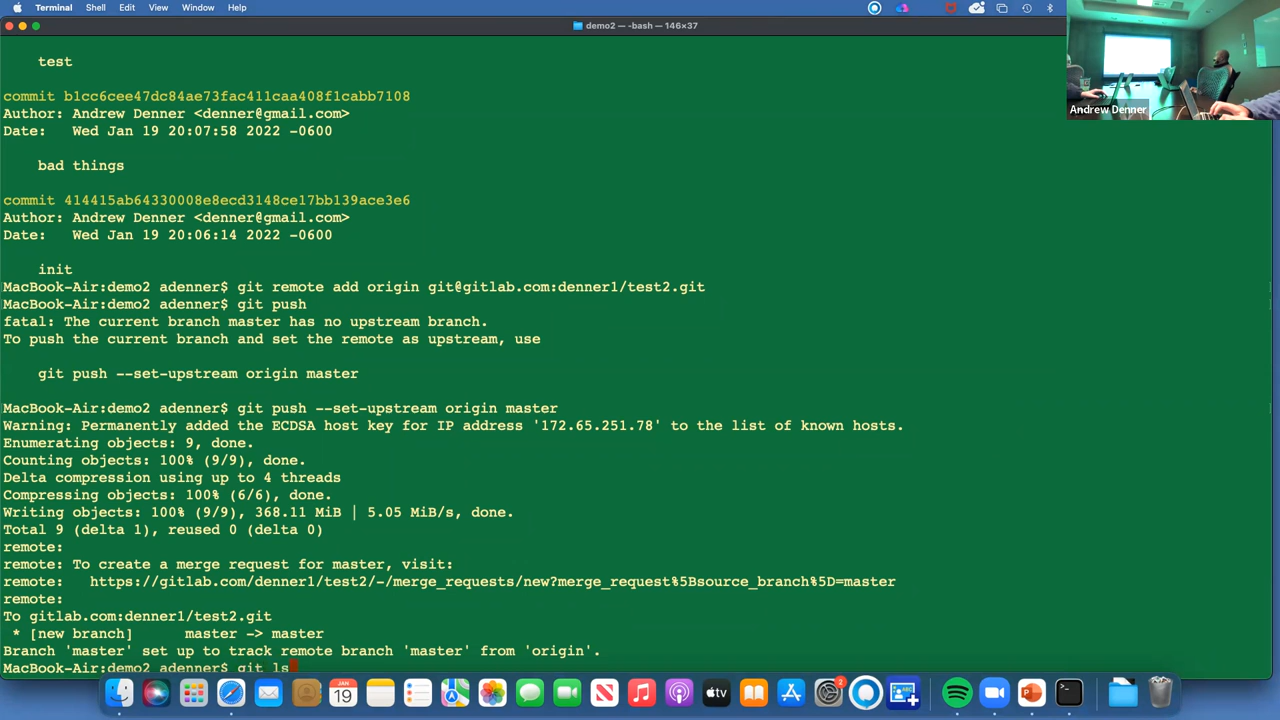 Terminal Shell Edit View Window Help
demo2 — -bash — 146×37
test
commit b1cc6cee47dc84ae73fac411caa408f1cabb7108
Author: Andrew Denner <denner@gmail.com>
Date:   Wed Jan 19 20:07:58 2022 -0600
bad things
commit 414415ab64330008e8ecd3148ce17bb139ace3e6
Author: Andrew Denner <denner@gmail.com>
Date:   Wed Jan 19 20:06:14 2022 -0600
init
MacBook-Air:demo2 adenner$ git remote add origin git@gitlab.com:denner1/test2.git
MacBook-Air:demo2 adenner$ git push
fatal: The current branch master has no upstream branch.
To push the current branch and set the remote as upstream, use
git push --set-upstream origin master
MacBook-Air:demo2 adenner$ git push --set-upstream origin master
Warning: Permanently added the ECDSA host key for IP address '172.65.251.78' to the list of known hosts.
Enumerating objects: 9, done.
Counting objects: 100% (9/9), done.
Delta compression using up to 4 threads
Compressing objects: 100% (6/6), done.
Writing objects: 100% (9/9), 368.11 MiB | 5.05 MiB/s, done.
Total 9 (delta 1), reused 0 (delta 0)
remote:
remote: To create a merge request for master, visit:
remote:   https://gitlab.com/denner1/test2/-/merge_requests/new?merge_request%5Bsource_branch%5D=master
remote:
To gitlab.com:denner1/test2.git
* [new branch]      master -> master
Branch 'master' set up to track remote branch 'master' from 'origin'.
MacBook-Air:demo2 adenner$ git ls
Andrew Denner
JAN
19
tv
2